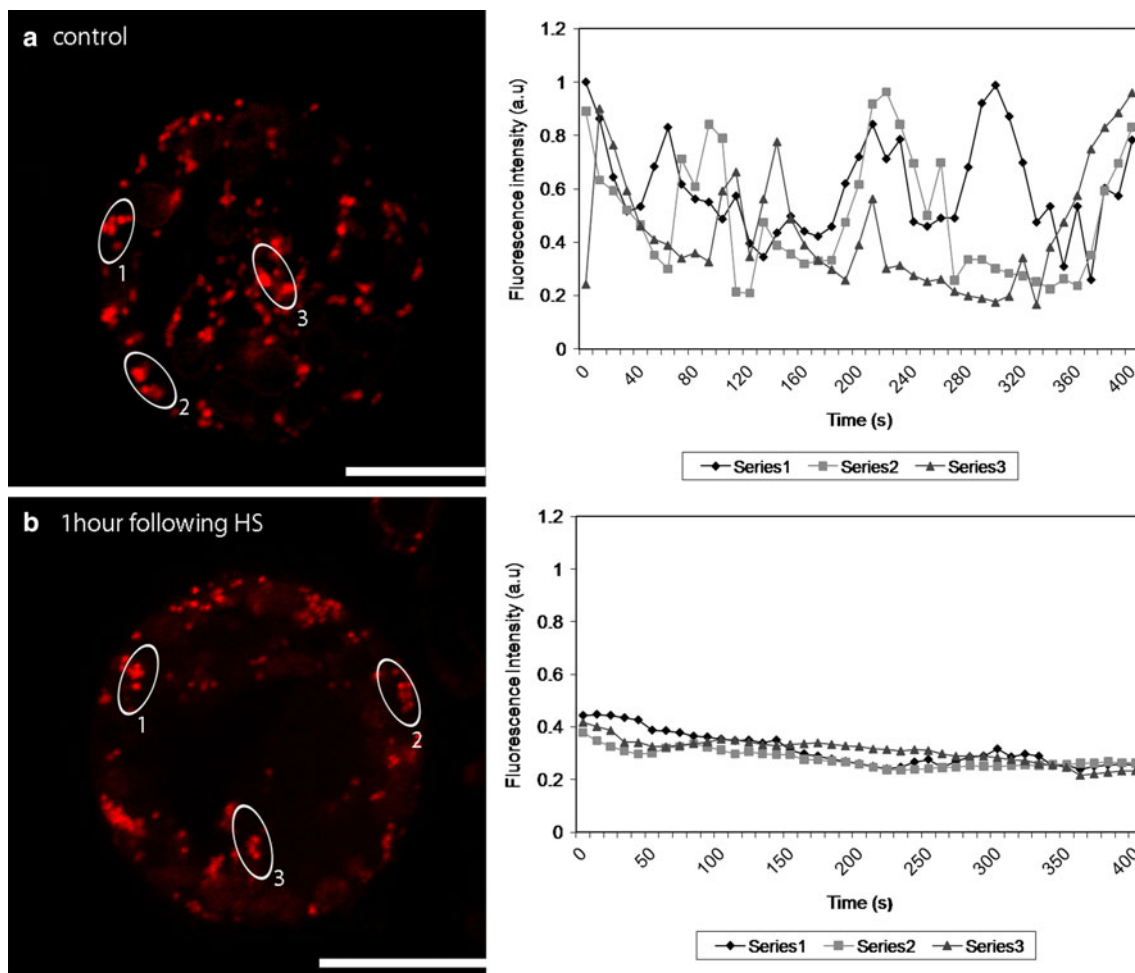 a control
1
2
3
Fluorescence intensity (a.u)
1.2
1
0.8
0.6
0.4
0.2
0
0 40 80 120 160 200 240 280 320 360 400
Time (s)
Series1 Series2 Series3
b 1hour following HS
1
2
3
Fluorescence Intensity (a.u)
1.2
1
0.8
0.6
0.4
0.2
0
0 50 100 150 200 250 300 350 400
Time (s)
Series1 Series2 Series3